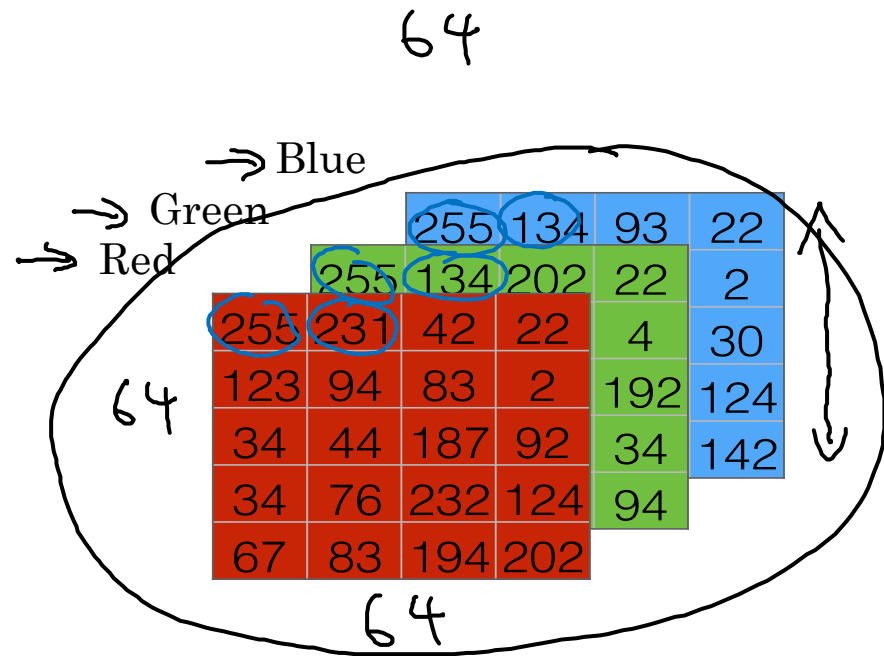 64
Blue
Green
Red
255 134 93 22
255 134 202 22 2
255 231 42 22 4 30
123 94 83 2 192 124
64
34 44 187 92 34 142
34 76 232 124 94
67 83 194 202
64